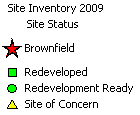 Site Inventory 2009
Site Status
Brownfield
Redeveloped
Redevelopment Ready
Site of Concern